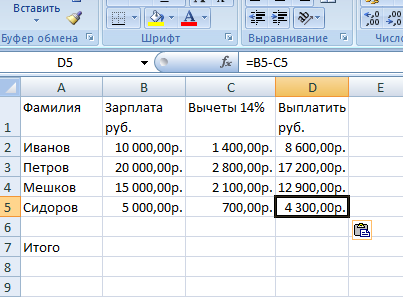 Вставить
Буфер обмена Шрифт Выравнивание Число
D5 fx =B5-C5
A B C D E
1 Фамилия Зарплата руб. Вычеты 14% Выплатить руб.
2 Иванов 10 000,00р. 1 400,00р. 8 600,00р.
3 Петров 20 000,00р. 2 800,00р. 17 200,00р.
4 Мешков 15 000,00р. 2 100,00р. 12 900,00р.
5 Сидоров 5 000,00р. 700,00р. 4 300,00р.
6
7 Итого
8
9